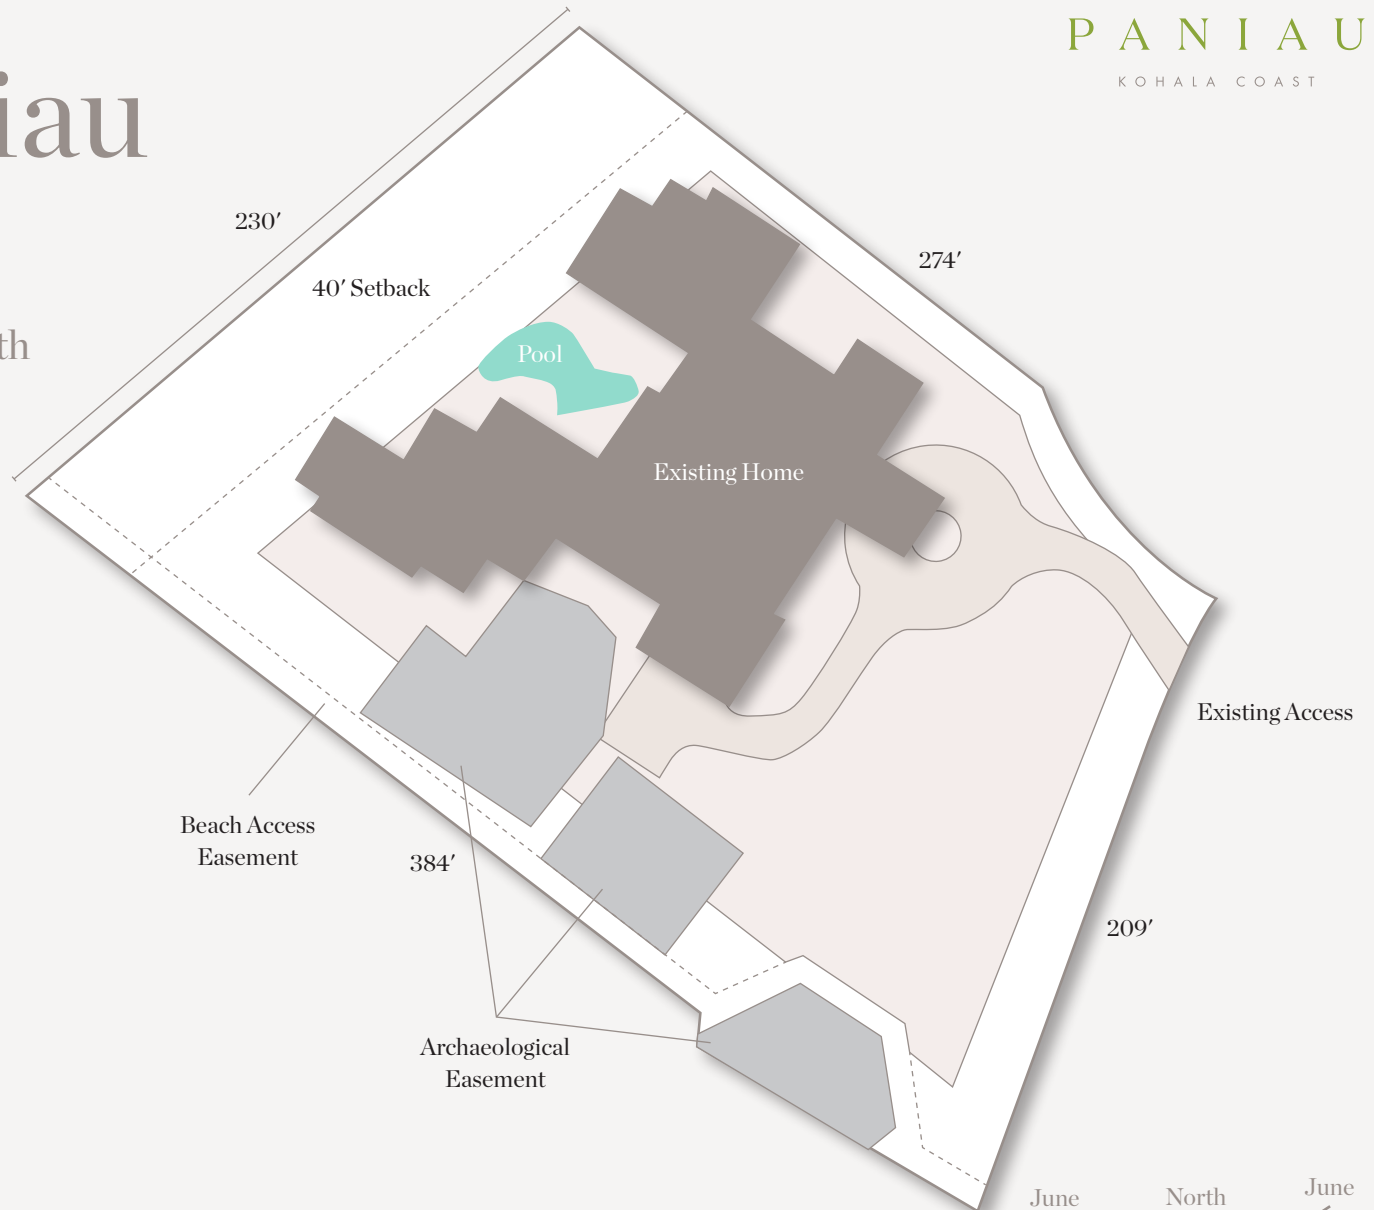 PANIAU
KOHALA COAST
iau
230′
274′
40′ Setback
th
Pool
Existing Home
Existing Access
Beach Access
Easement
384′
209′
Archaeological
Easement
June
North
June